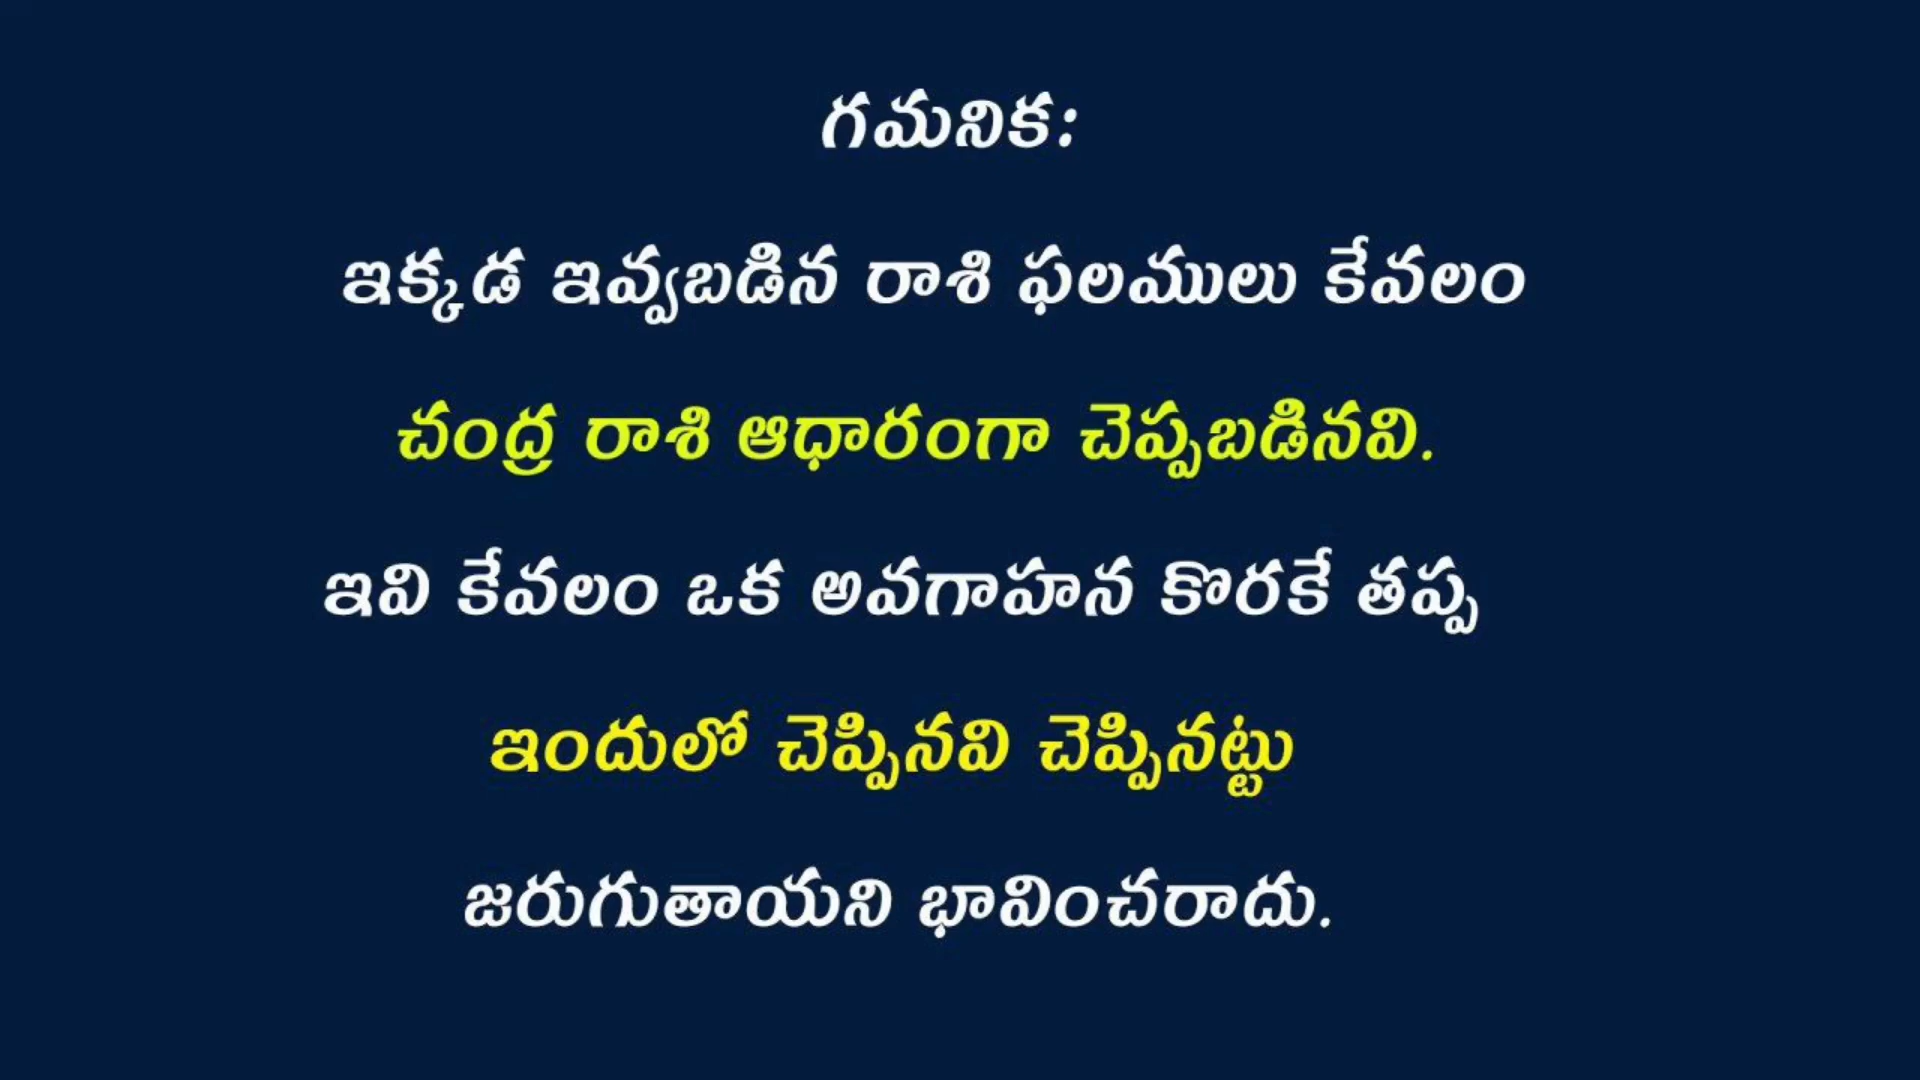 గమనిక:
ఇక్కడ ఇవ్వబడిన రాశి ఫలములు కేవలం
చంద్ర రాశి ఆధారంగా చెప్పబడినవి.
ఇవి కేవలం ఒక అవగాహన కొరకే తప్ప
ఇందులో చెప్పినవి చెప్పినట్టు
జరుగుతాయని భావించరాదు.